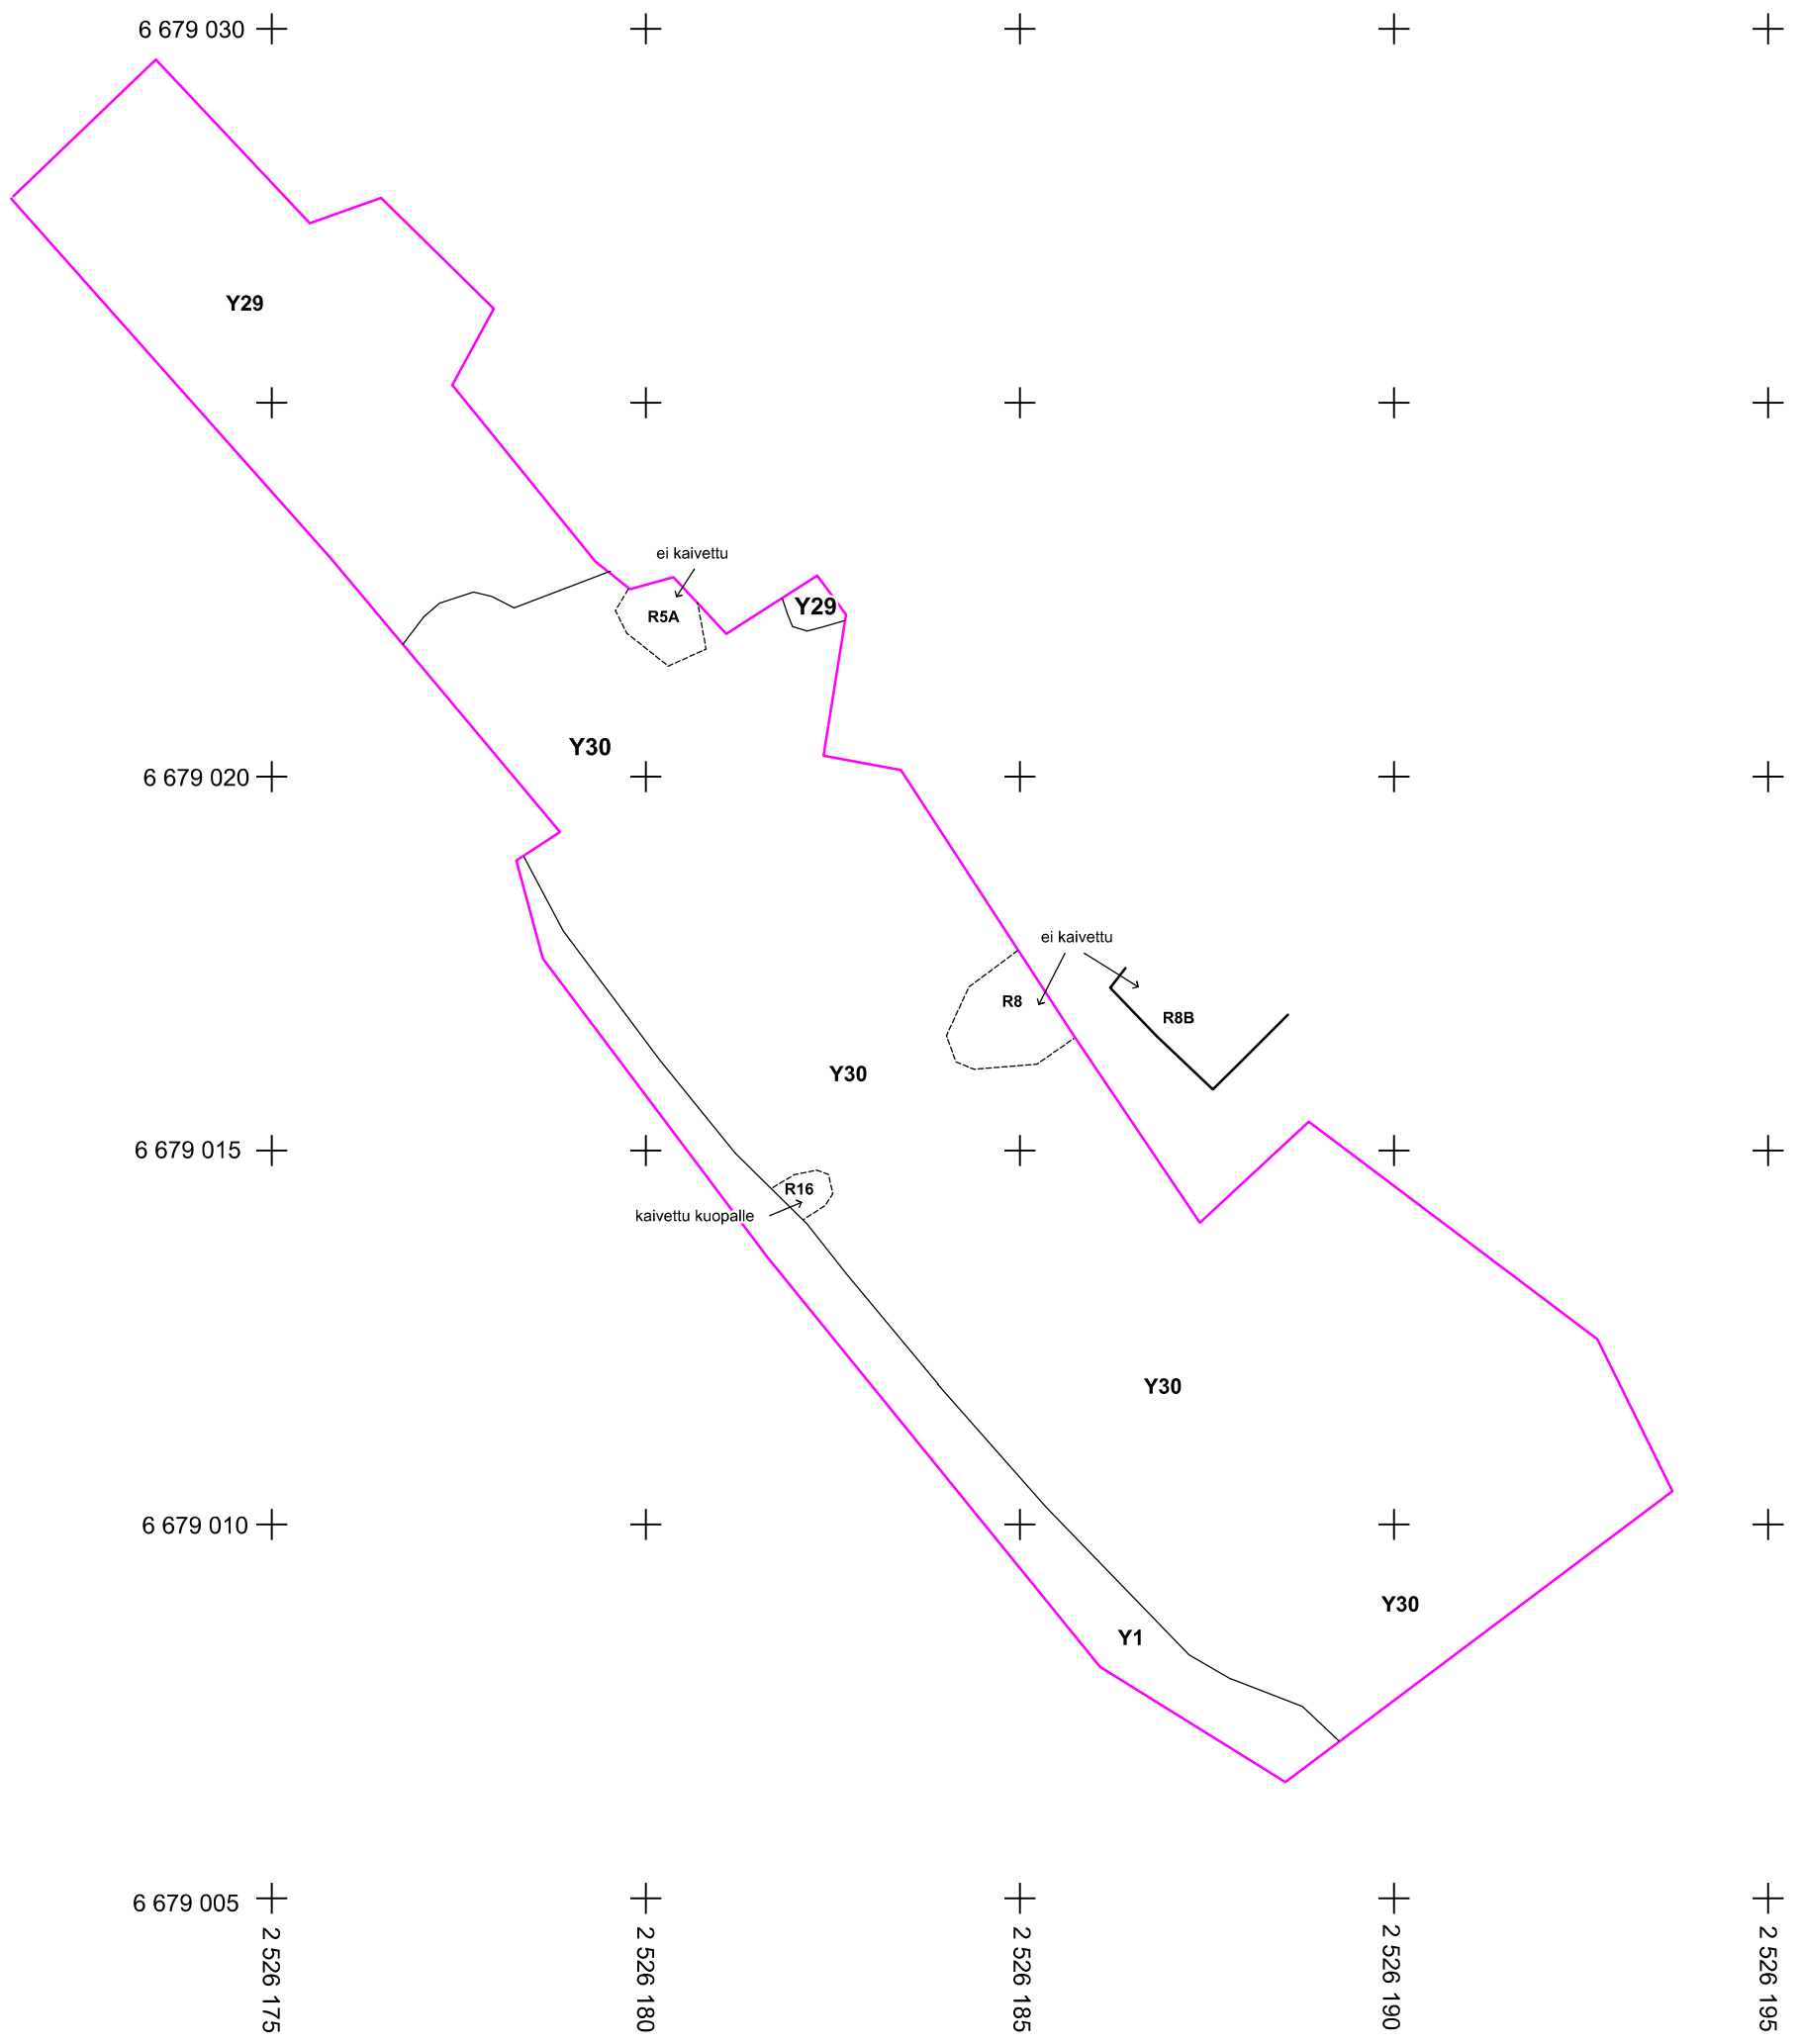 6 679 030
Y29
ei kaivettu
Y29
R5A
Y30
6 679 020
ei kaivettu
R8
R8B
Y30
6 679 015
R16
kaivettu kuopalle
Y30
6 679 010
Y30
Y1
6 679 005
2 526 175
2 526 180
2 526 185
2 526 190
2 526 195